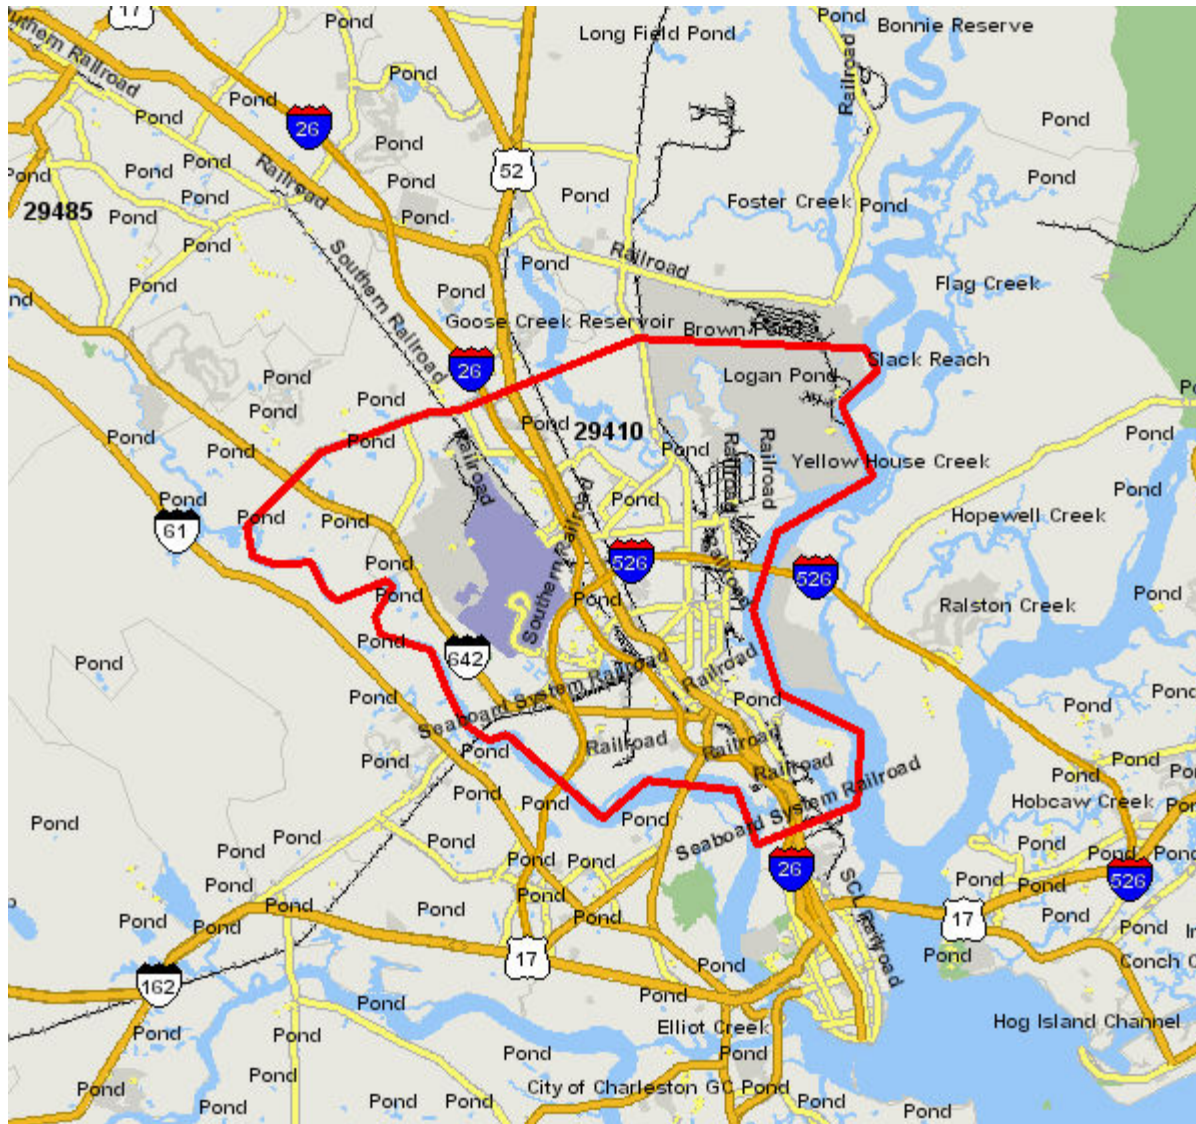 17
Pond
Pond
Long Field Pond
Bonnie Reserve
Southern Railroad
Pond
Railroad
Pond
26
Pond
Pond
52
Pond
Railroad
Pond
Pond
Pond
Pond
Pond
Pond
29485
Pond
Foster Creek
Pond
Pond
Pond
Southern Railroad
Pond
Railroad
Pond
Pond
Flag Creek
Goose Creek Reservoir
Brown Pond
26
Slack Reach
Pond
Logan Pond
Pond
Pond
29410
Pond
Pond
Pond
Pond
Railroad
Railroad
Railroad
Yellow House Creek
Pond
Pond
Pond
Pond
Pond
61
Southern Railroad
Hopewell Creek
Railroad
526
526
Pond
Pond
Pond
Southern Railroad
Ralston Creek
Pond
Pond
Pond
642
Railroad
Pond
Pond
Seaboard System Railroad
Railroad
Railroad
Pond
Pond
Pond
Railroad
Seaboard System Railroad
Pond
Pond
Hobcaw Creek
Pond
Pond
Pond
Pond
Pond
Pond
Pond
26
526
Pond
Pond
SCL Railroad
Pond
Pond
Pond
Pond
17
Pond
Pond
17
Pond
Pond
Conch
162
Pond
Pond
Pond
Pond
Elliot Creek
Hog Island Channel
Pond
Pond
Pond
Pond
City of Charleston GC
Pond
Pond
Pond
Pond